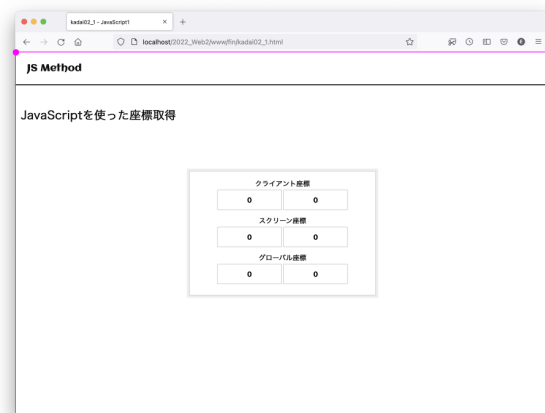 kadai02_1 – JavaScript1
localhost/2022_Web2/www/fin/kadai02_1.html
JS Method
JavaScriptを使った座標取得
クライアント座標
0 0
スクリーン座標
0 0
グローバル座標
0 0